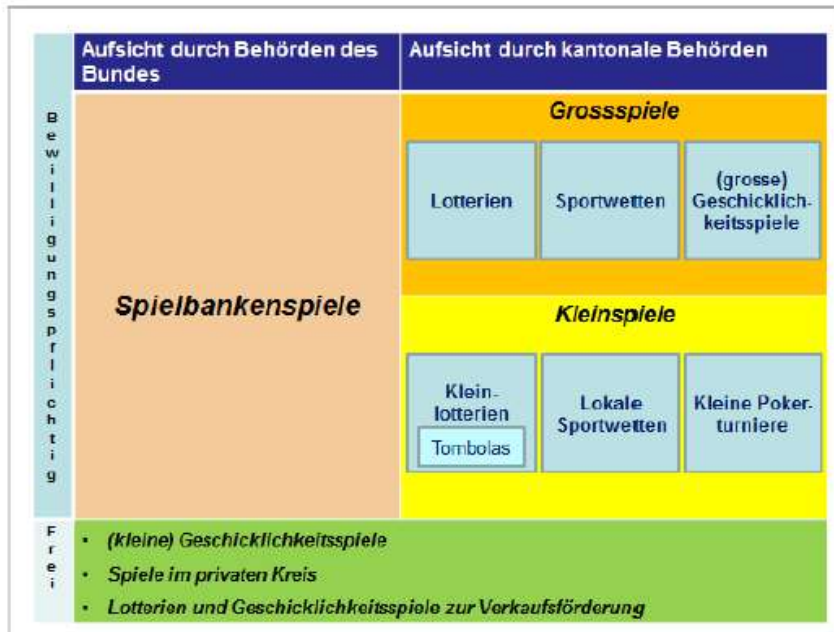 Aufsicht durch Behörden des
Bundes
Aufsicht durch kantonale Behörden
Bewilligungspflichtig
Spielbankenspiele
Grossspiele
Lotterien
Sportwetten
(grosse)
Geschicklich-
keitsspiele
Kleinspiele
Klein-
lotterien
Tombolas
Lokale
Sportwetten
Kleine Poker-
turniere
Frei
• (kleine) Geschicklichkeitsspiele
• Spiele im privaten Kreis
• Lotterien und Geschicklichkeitsspiele zur Verkaufsförderung